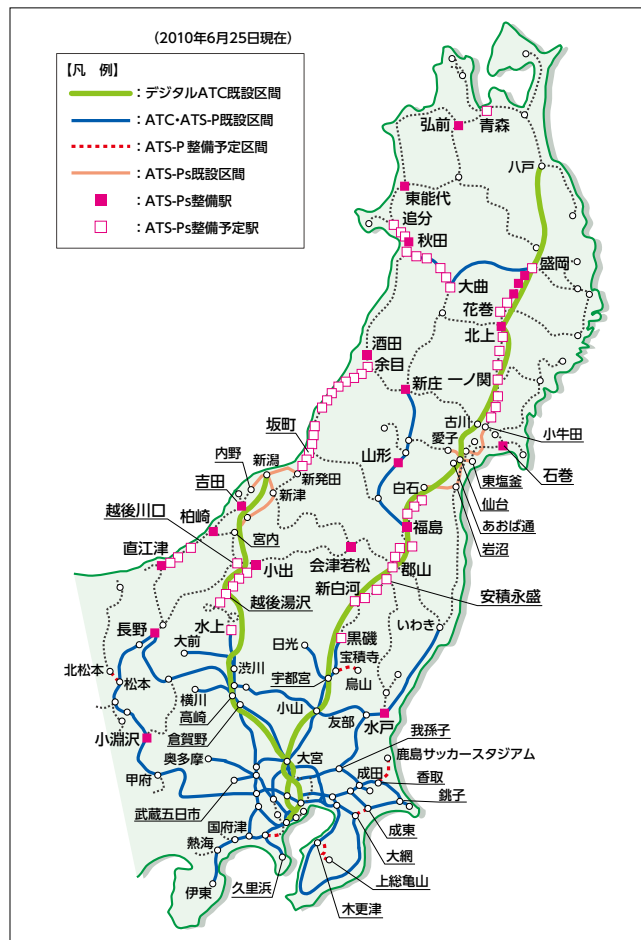 (2010年6月25日現在)
【凡 例】
：デジタルATC既設区間
：ATC・ATS-P既設区間
：ATS-P 整備予定区間
：ATS-Ps既設区間
：ATS-Ps整備駅
：ATS-Ps整備予定駅
弘前
青森
八戸
東能代
追分
秋田
盛岡
大曲
花巻
北上
酒田
余目
新庄
一ノ関
坂町
古川
愛子
小牛田
内野
新潟
山形
石巻
吉田
新発田
東塩釜
新津
白石
仙台
越後川口
あおば通
柏崎
宮内
福島
岩沼
直江津
小出
会津若松
郡山
越後湯沢
新白河
安積永盛
長野
水上
いわき
大前
日光
黒磯
宝積寺
北松本
松本
渋川
宇都宮
烏山
横川
高崎
小山
友部
水戸
小淵沢
倉賀野
我孫子
奥多摩
大宮
鹿島サッカースタジアム
甲府
成田
香取
武蔵五日市
銚子
国府津
成東
熱海
大網
伊東
久里浜
上総亀山
木更津